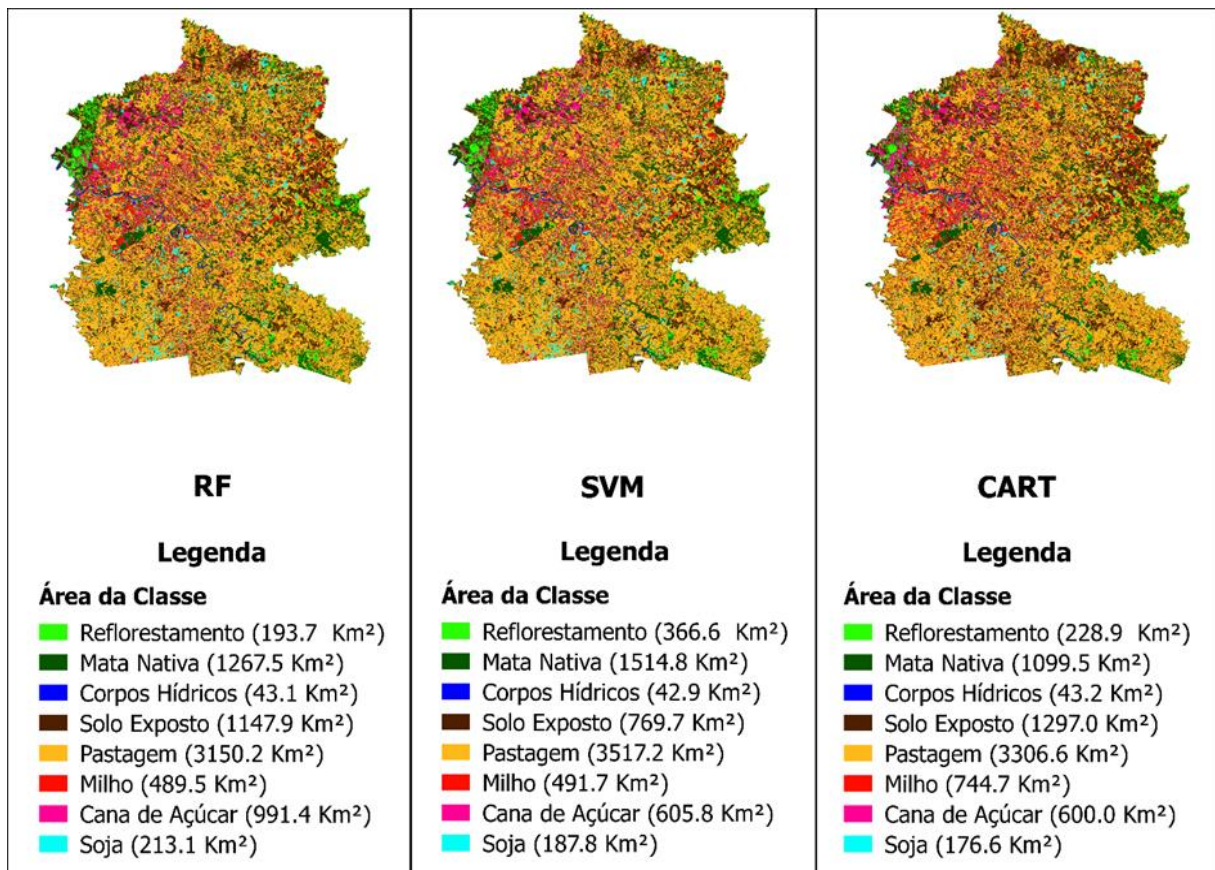 RF
Legenda
Área da Classe
Reflorestamento (193.7 Km²)
Mata Nativa (1267.5 Km²)
Corpos Hídricos (43.1 Km²)
Solo Exposto (1147.9 Km²)
Pastagem (3150.2 Km²)
Milho (489.5 Km²)
Cana de Açúcar (991.4 Km²)
Soja (213.1 Km²)
SVM
Legenda
Área da Classe
Reflorestamento (366.6 Km²)
Mata Nativa (1514.8 Km²)
Corpos Hídricos (42.9 Km²)
Solo Exposto (769.7 Km²)
Pastagem (3517.2 Km²)
Milho (491.7 Km²)
Cana de Açúcar (605.8 Km²)
Soja (187.8 Km²)
CART
Legenda
Área da Classe
Reflorestamento (228.9 Km²)
Mata Nativa (1099.5 Km²)
Corpos Hídricos (43.2 Km²)
Solo Exposto (1297.0 Km²)
Pastagem (3306.6 Km²)
Milho (744.7 Km²)
Cana de Açúcar (600.0 Km²)
Soja (176.6 Km²)